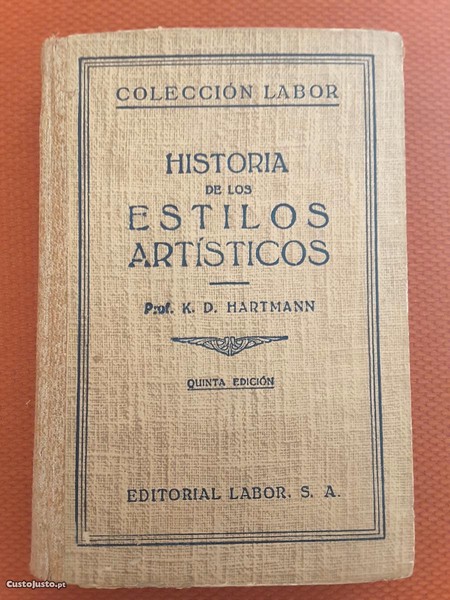 COLECCIÓN LABOR
HISTORIA
DE LOS
ESTILOS
ARTÍSTICOS
Prof. K. D. HARTMANN
QUINTA EDICIÓN
EDITORIAL LABOR. S. A.
CustoJusto.pt